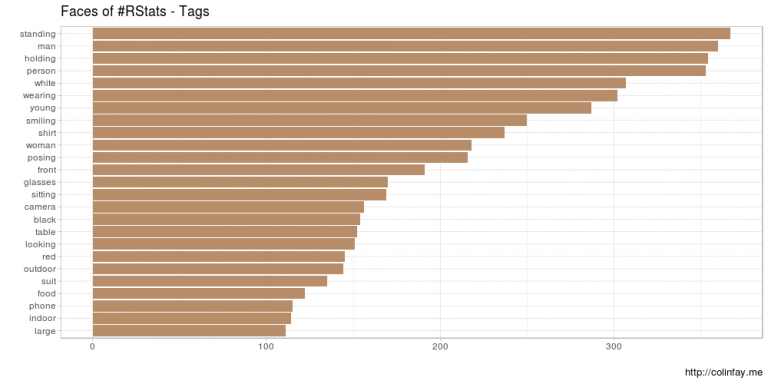 Faces of #RStats - Tags
standing
man
holding
person
white
wearing
young
smiling
shirt
woman
posing
front
glasses
sitting
camera
black
table
looking
red
outdoor
suit
food
phone
indoor
large
0 100 200 300
http://colinfay.me